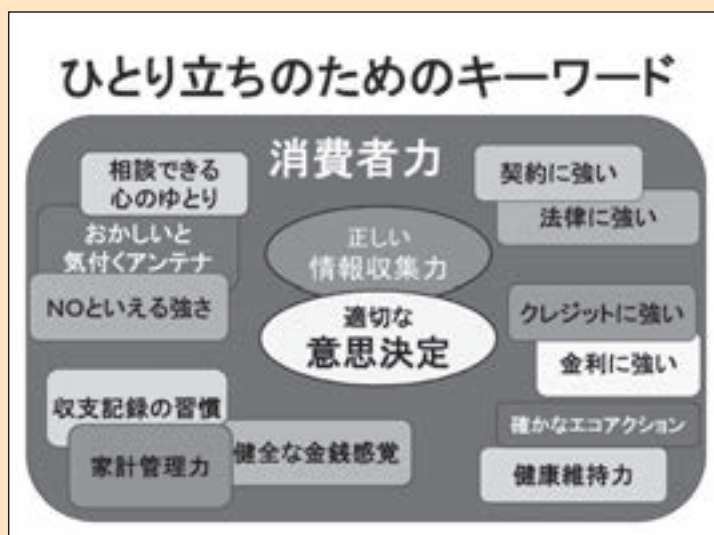 ひとり立ちのためのキーワード
消費者力
相談できる
心のゆとり
おかしいと
気付くアンテナ
NOといえる強さ
正しい
情報収集力
適切な
意思決定
契約に強い
法律に強い
クレジットに強い
金利に強い
収支記録の習慣
家計管理力
健全な金銭感覚
確かなエコアクション
健康維持力